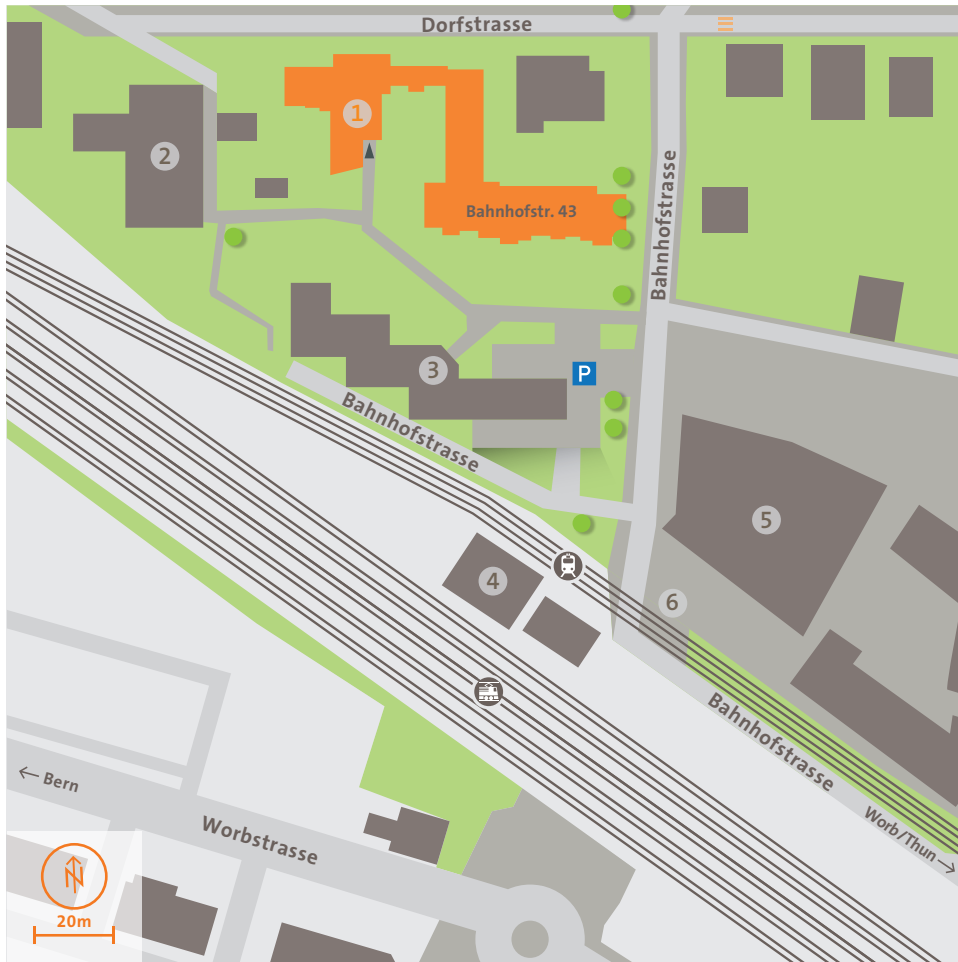 Dorfstrasse
1
2
Bahnhofstr. 43
Bahnhofstrasse
3
P
Bahnhofstrasse
5
4
6
Bahnhofstrasse
← Bern
Worbstrasse
Worb/Thun →
N
20m